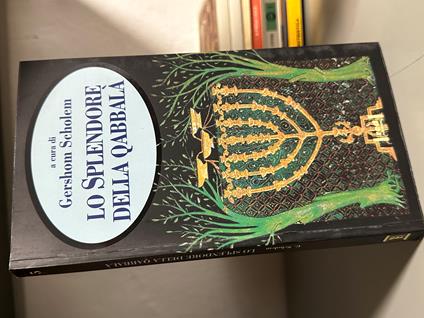 a cura di
Gershom Scholem
LO SPLENDORE
DELLA QABBALÀ
G. Scholem LO SPLENDORE DELLA QABBALÀ